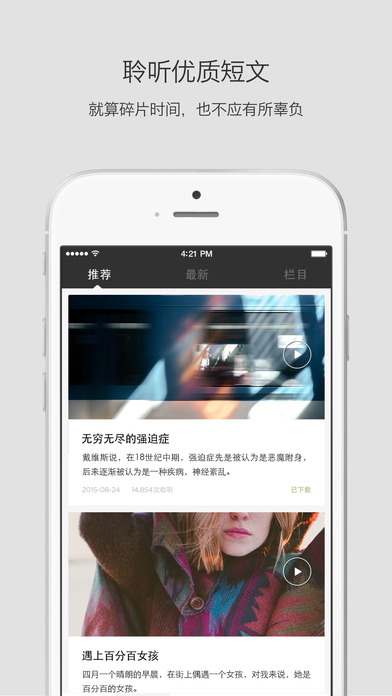 聆听优质短文
就算碎片时间，也不应有所辜负
4:21 PM
推荐 最新 栏目
无穷无尽的强迫症
戴维斯说，在18世纪中期，强迫症先是被认为是恶魔附身，
后来逐渐被认为是一种疾病，神经紊乱。
2015-08-24 14,854次收听 已下载
遇上百分百女孩
四月一个晴朗的早晨，在街上偶遇一个女孩，对我来说，她是
百分百的女孩。